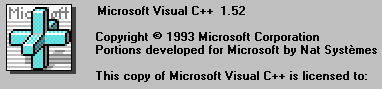 Microsoft
Microsoft Visual C++ 1.52
Copyright © 1993 Microsoft Corporation
Portions developed for Microsoft by Nat Systèmes
This copy of Microsoft Visual C++ is licensed to: